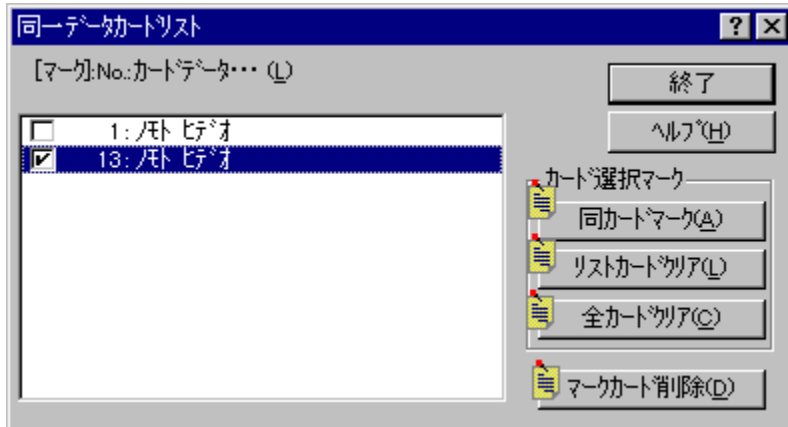 同一ﾃﾞｰﾀｶｰﾄﾞﾘｽﾄ
[ﾏｰｸ]:No.:ｶｰﾄﾞﾃﾞｰﾀ･･･ (L)
終了
ﾍﾙﾌﾟ(H)
1: ﾉﾓﾄ ﾋﾃﾞｵ
13: ﾉﾓﾄ ﾋﾃﾞｵ
ｶｰﾄﾞ選択ﾏｰｸ
同ｶｰﾄﾞﾏｰｸ(A)
ﾘｽﾄｶｰﾄﾞｸﾘｱ(L)
全ｶｰﾄﾞｸﾘｱ(C)
ﾏｰｸｶｰﾄﾞ削除(D)